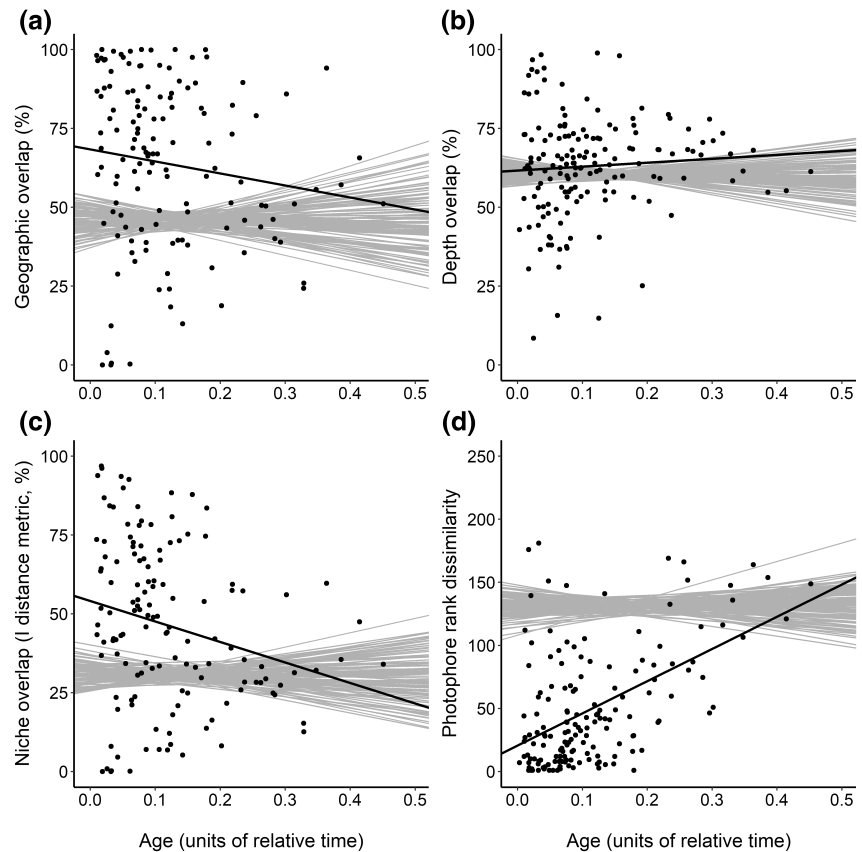 (a)
Geographic overlap (%)
100
75
50
25
0
0.0 0.1 0.2 0.3 0.4 0.5
(b)
Depth overlap (%)
100
75
50
25
0
0.0 0.1 0.2 0.3 0.4 0.5
(c)
Niche overlap (I distance metric, %)
100
75
50
25
0
0.0 0.1 0.2 0.3 0.4 0.5
Age (units of relative time)
(d)
Photophore rank dissimilarity
250
200
150
100
50
0
0.0 0.1 0.2 0.3 0.4 0.5
Age (units of relative time)